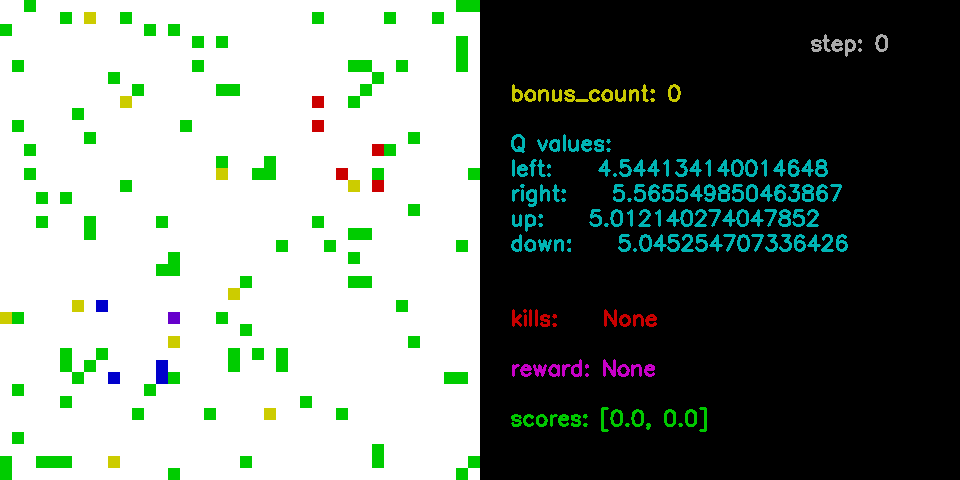 step: 0
bonus_count: 0
Q values:
left: 4.544134140014648
right: 5.565549850463867
up: 5.012140274047852
down: 5.045254707336426
kills: None
reward: None
scores: [0.0, 0.0]